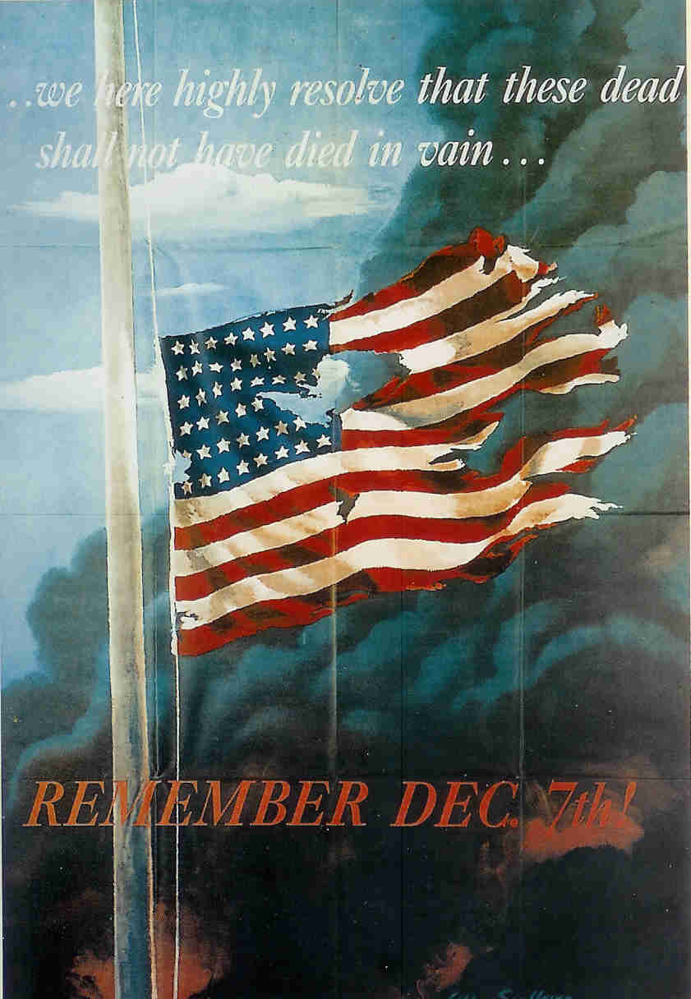 ..we here highly resolve that these dead
shall not have died in vain...
REMEMBER DEC. 7th!